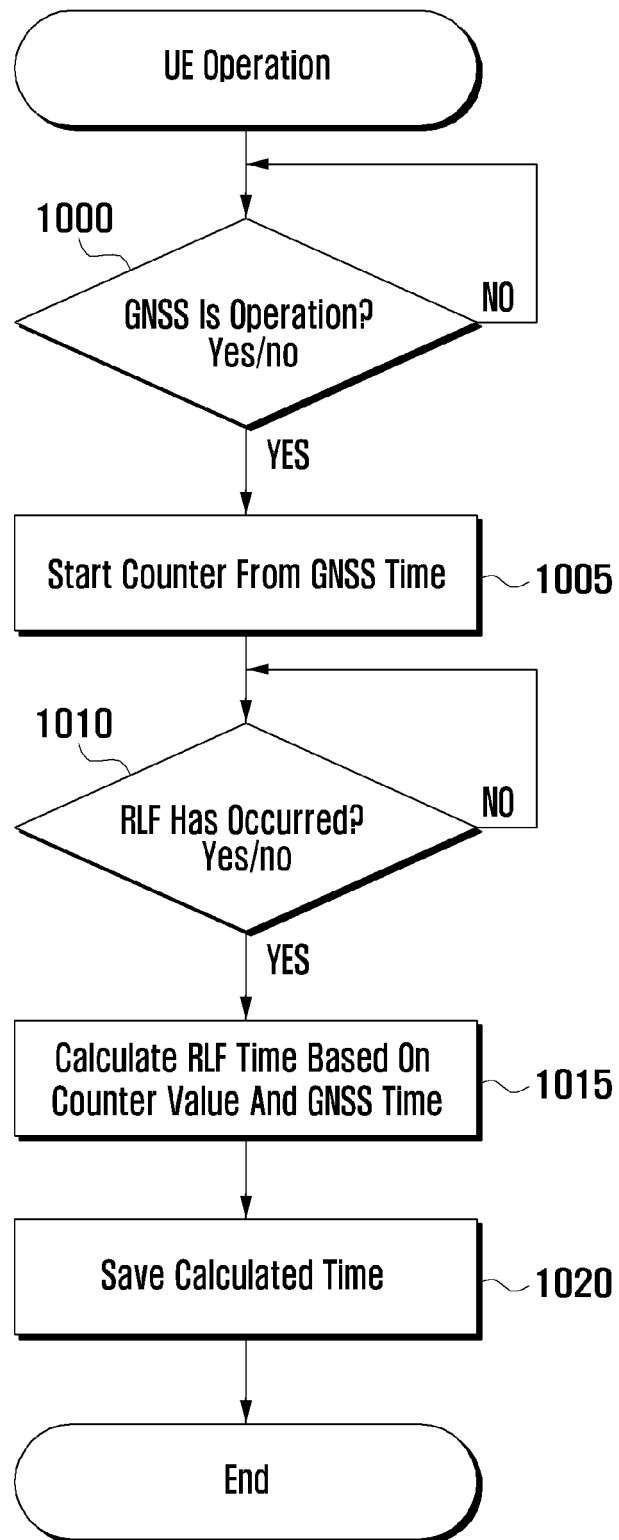 UE Operation
1000
GNSS Is Operation?
Yes/no
NO
YES
Start Counter From GNSS Time
1005
1010
RLF Has Occurred?
Yes/no
NO
YES
Calculate RLF Time Based On
Counter Value And GNSS Time
1015
Save Calculated Time
1020
End